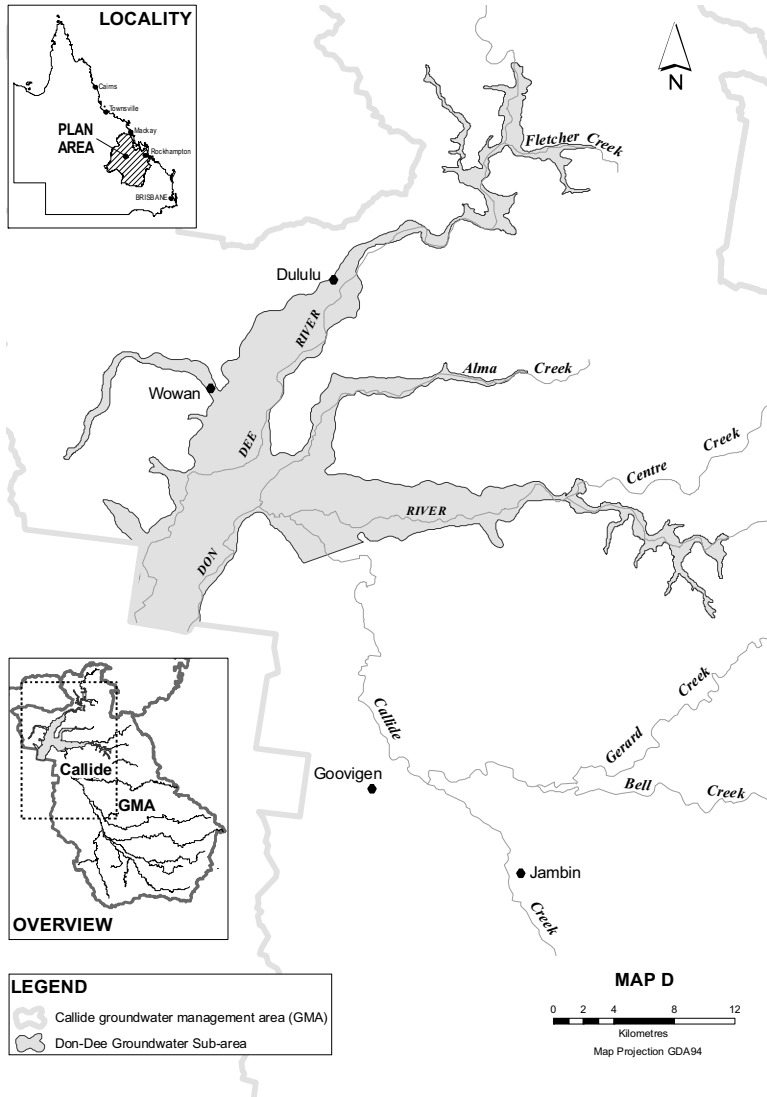 LOCALITY
Cairns
Townsville
Mackay
PLAN
AREA
Rockhampton
BRISBANE
N
Fletcher Creek
Dululu
RIVER
Alma Creek
Wowan
DEE
Centre Creek
RIVER
DON
Callide
Gerard Creek
Goovigen
Bell Creek
Jambin
Creek
Callide
GMA
OVERVIEW
LEGEND
Callide groundwater management area (GMA)
Don-Dee Groundwater Sub-area
MAP D
0 2 4 8 12
Kilometres
Map Projection GDA94